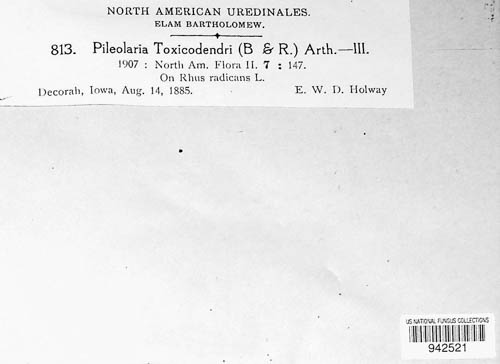 NORTH AMERICAN UREDINALES.
ELAM BARTHOLOMEW.
813. Pileolaria Toxicodendri (B & R.) Arth.—III.
1907 : North Am. Flora II. 7 : 147.
On Rhus radicans L.
Decorah, Iowa, Aug. 14, 1885. E. W. D. Holway
US NATIONAL FUNGUS COLLECTIONS
942521